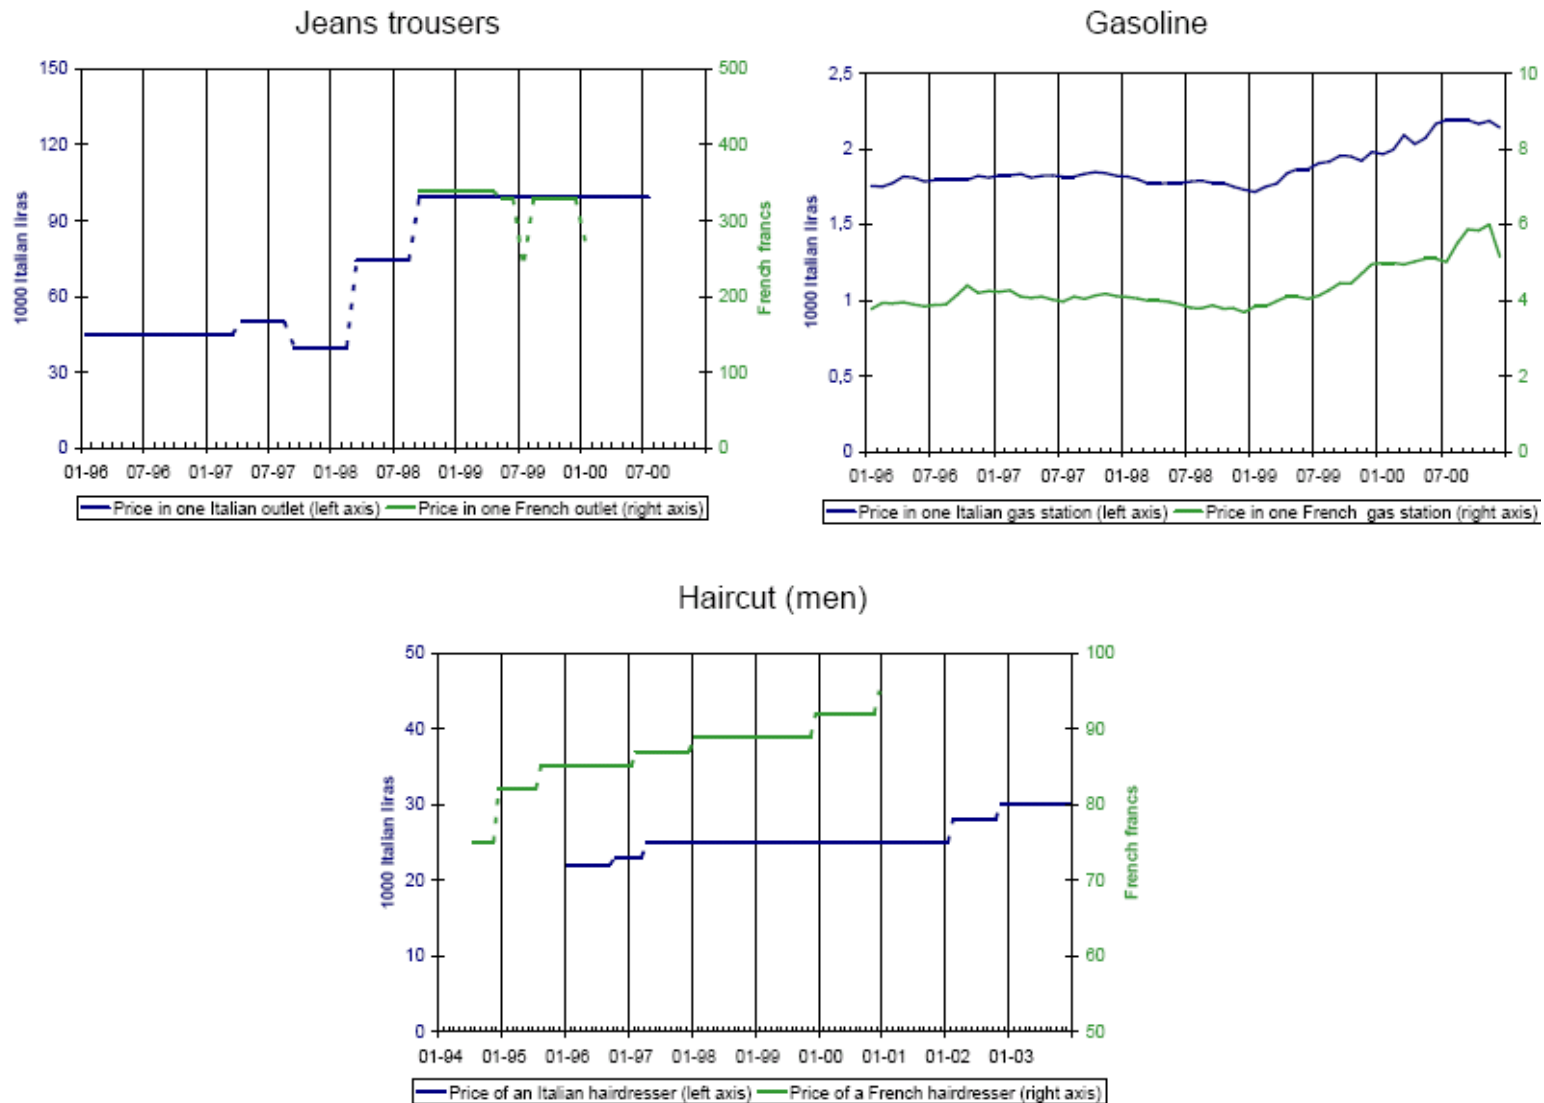 Jeans trousers
150
120
90
60
30
0
1000 Italian liras
500
400
300
200
100
0
French francs
01-96 07-96 01-97 07-97 01-98 07-98 01-99 07-99 01-00 07-00
Price in one Italian outlet (left axis) Price in one French outlet (right axis)
Gasoline
2,5
2
1,5
1
0,5
0
1000 Italian liras
10
8
6
4
2
0
01-96 07-96 01-97 07-97 01-98 07-98 01-99 07-99 01-00 07-00
Price in one Italian gas station (left axis) Price in one French gas station (right axis)
Haircut (men)
50
40
30
20
10
0
1000 Italian liras
100
90
80
70
60
50
French francs
01-94 01-95 01-96 01-97 01-98 01-99 01-00 01-01 01-02 01-03
Price of an Italian hairdresser (left axis) Price of a French hairdresser (right axis)